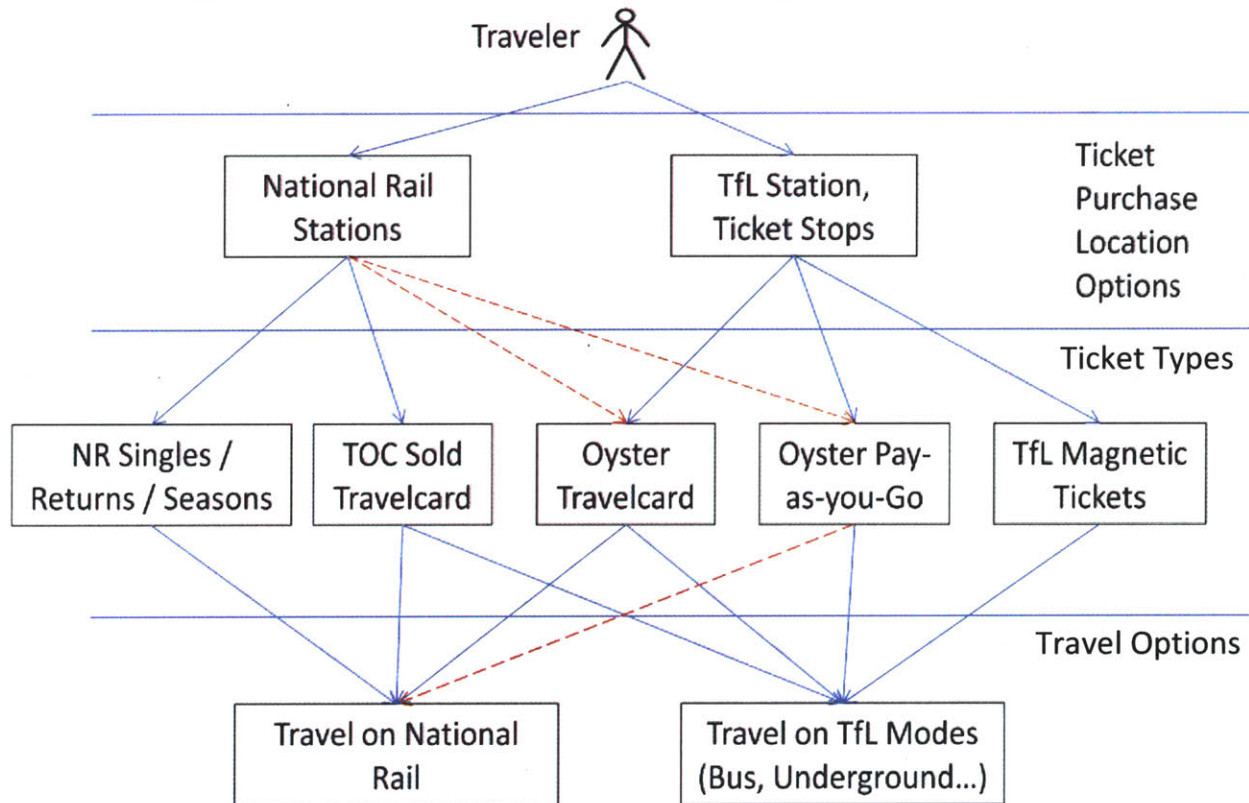 Traveler
National Rail
Stations
TfL Station,
Ticket Stops
Ticket
Purchase
Location
Options
Ticket Types
NR Singles /
Returns / Seasons
TOC Sold
Travelcard
Oyster
Travelcard
Oyster Pay-
as-you-Go
TfL Magnetic
Tickets
Travel Options
Travel on National
Rail
Travel on TfL Modes
(Bus, Underground...)